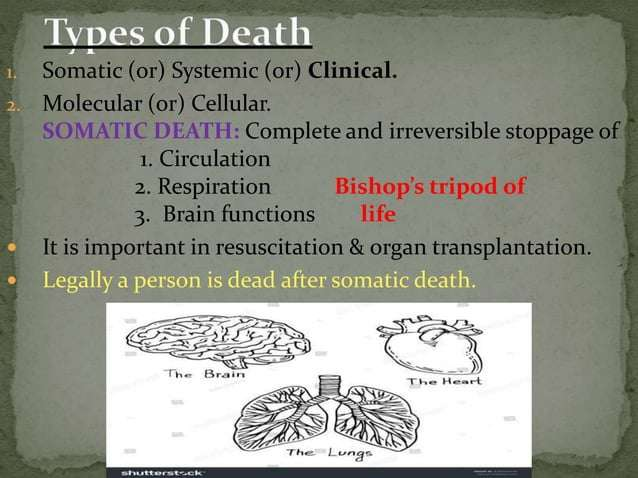 Types of Death
1. Somatic (or) Systemic (or) Clinical.
2. Molecular (or) Cellular.
SOMATIC DEATH: Complete and irreversible stoppage of
1. Circulation
2. Respiration Bishop's tripod of
3. Brain functions life
It is important in resuscitation & organ transplantation.
Legally a person is dead after somatic death.
The Brain
The Heart
The Lungs
shutterstock